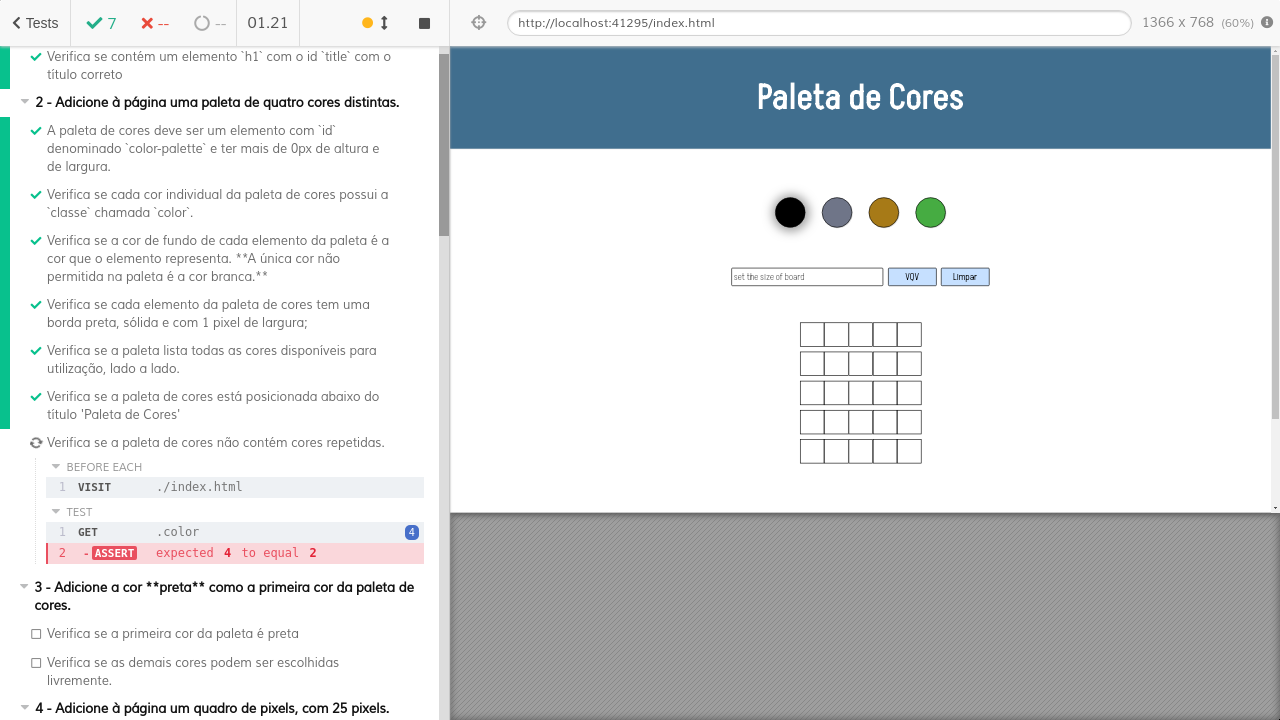 Tests
7
--
--
01.21
http://localhost:41295/index.html
1366 x 768 (60%)
Verifica se contém um elemento `h1` com o id `title` com o
título correto
2 - Adicione à página uma paleta de quatro cores distintas.
A paleta de cores deve ser um elemento com `id`
denominado `color-palette` e ter mais de 0px de altura e
de largura.
Verifica se cada cor individual da paleta de cores possui a
`classe` chamada `color`.
Verifica se a cor de fundo de cada elemento da paleta é a
cor que o elemento representa. **A única cor não
permitida na paleta é a cor branca.**
Verifica se cada elemento da paleta de cores tem uma
borda preta, sólida e com 1 pixel de largura;
Verifica se a paleta lista todas as cores disponíveis para
utilização, lado a lado.
Verifica se a paleta de cores está posicionada abaixo do
título 'Paleta de Cores'
Verifica se a paleta de cores não contém cores repetidas.
BEFORE EACH
1 VISIT ./index.html
TEST
1 GET .color 4
2 -ASSERT expected 4 to equal 2
3 - Adicione a cor **preta** como a primeira cor da paleta de
cores.
Verifica se a primeira cor da paleta é preta
Verifica se as demais cores podem ser escolhidas
livremente.
4 - Adicione à página um quadro de pixels, com 25 pixels.
Paleta de Cores
set the size of board
VQV
Limpar